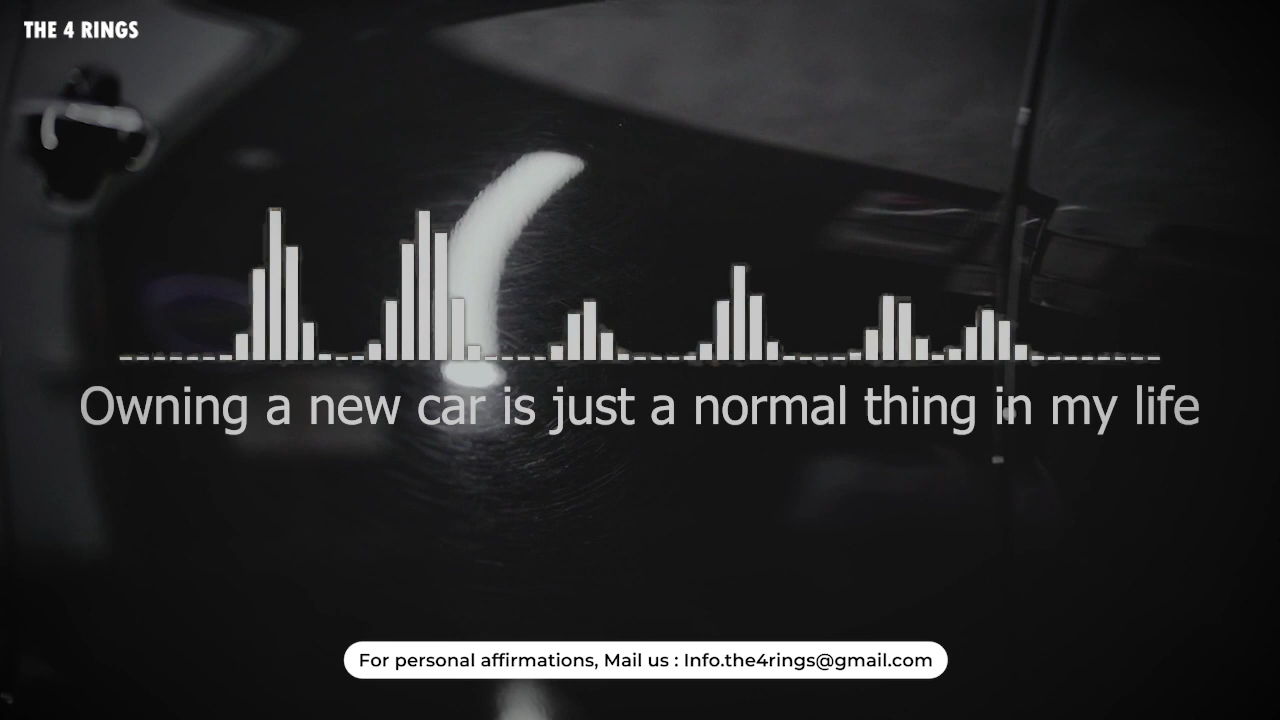 THE 4 RINGS
Owning a new car is just a normal thing in my life
For personal affirmations, Mail us : Info.the4rings@gmail.com